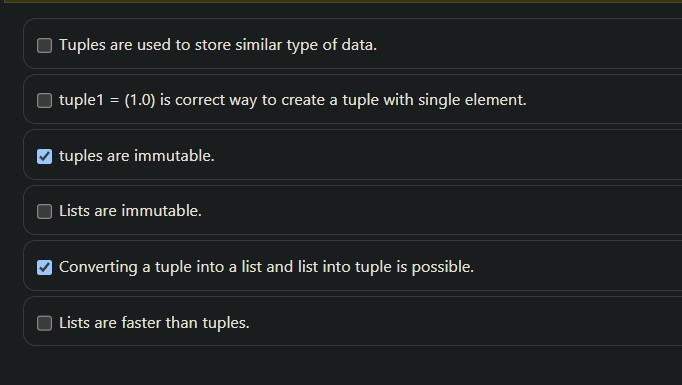 Tuples are used to store similar type of data.
tuple1 = (1.0) is correct way to create a tuple with single element.
tuples are immutable.
Lists are immutable.
Converting a tuple into a list and list into tuple is possible.
Lists are faster than tuples.